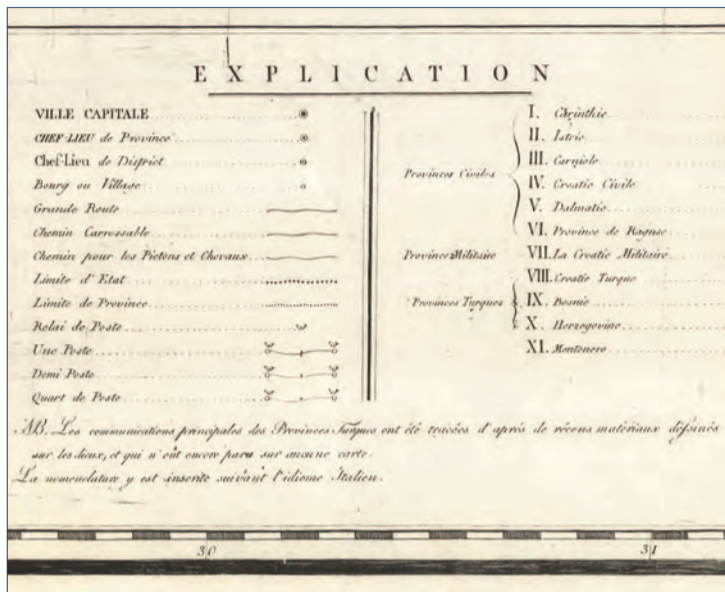 EXPLICATION
VILLE CAPITALE
CHEF-LIEU de Province
Chef-Lieu de District
Bourg ou Village
Grande Route
Chemin Carrossable
Chemin pour les Pietons et Chevaux
Limite d'Etat
Limite de Province
Relai de Poste
Une Poste
Demi Poste
Quart de Poste
Provinces Civiles
I. Carinthie
II. Istrie
III. Carniole
IV. Croatie Civile
V. Dalmatie
VI. Province de Raguse
Province Militaire
VII. La Croatie Militaire
Provinces Turques
VIII. Croatie Turque
IX. Bosnie
X. Herzegovine
XI. Montenero
NB. Les communications principales des Provinces Turques ont été tracées d'après de récens matériaux dessinés
sur les lieux, et qui n'ont encore paru sur aucune carte.
La nomenclature y est inscrite suivant l'idiome Italien.
30
31